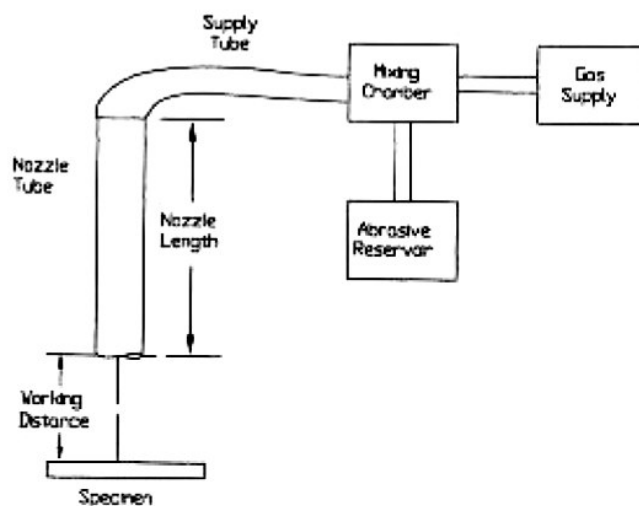 Supply
Tube
Mixing
Chamber
Gas
Supply
Nozzle
Tube
Nozzle
Length
Abrasive
Reservoir
Working
Distance
Specimen